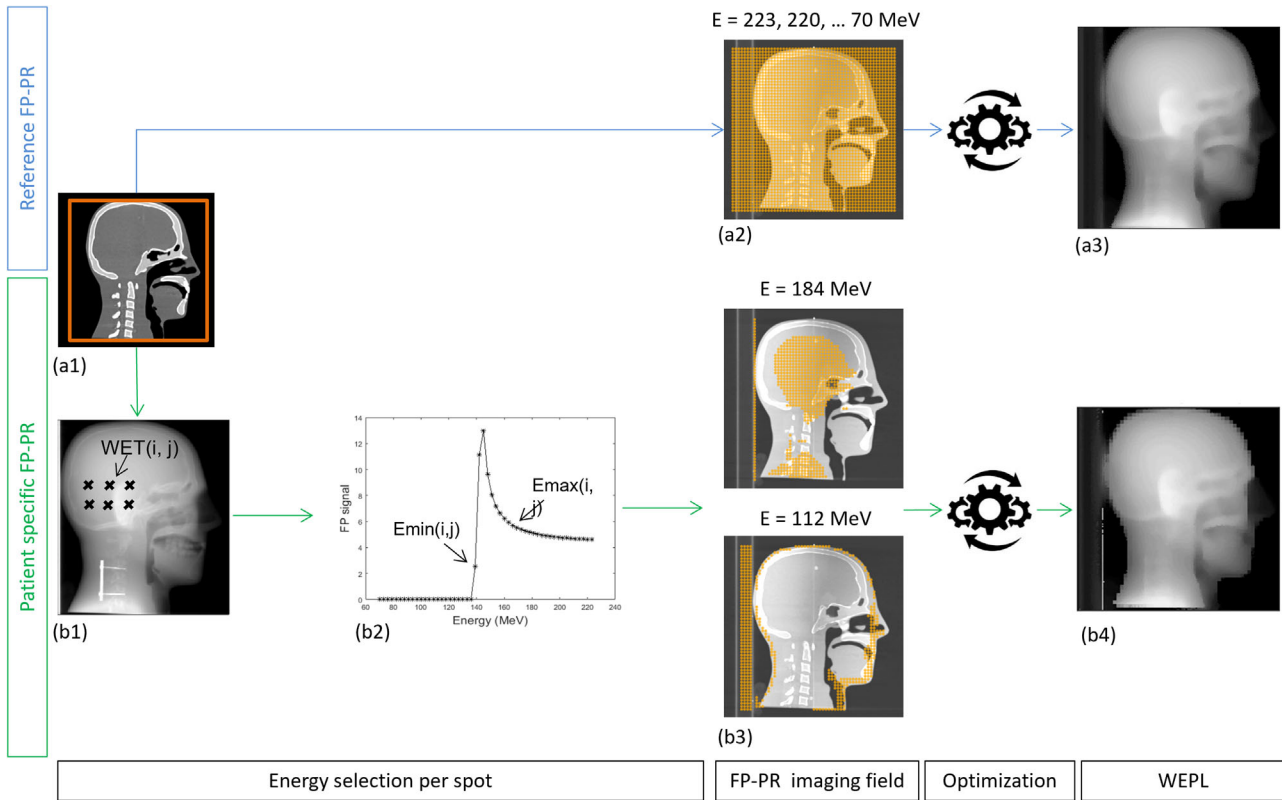 Reference FP-PR
E = 223, 220, ... 70 MeV
(a2)
(a3)
(a1)
Patient specific FP-PR
WET(i, j)
(b1)
FP signal
14
12
10
8
6
4
2
0
60
80
100
120
140
160
180
200
220
240
Energy (MeV)
Emin(i,j)
Emax(i,
j)
(b2)
E = 184 MeV
E = 112 MeV
(b3)
(b4)
Energy selection per spot
FP-PR imaging field
Optimization
WEPL